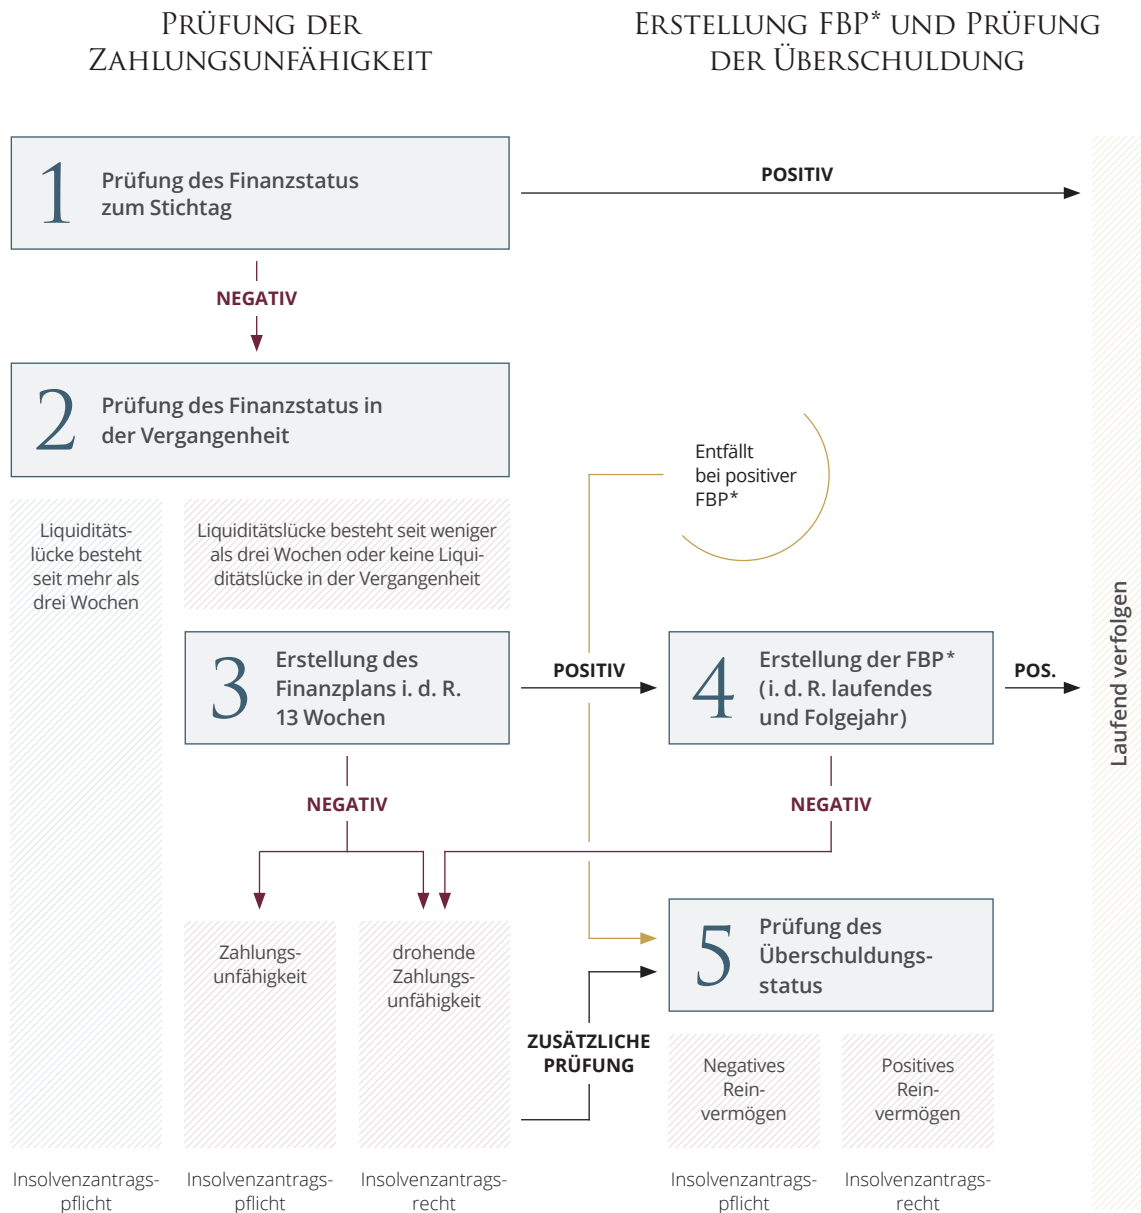 PRÜFUNG DER
ZAHLUNGSUNFÄHIGKEIT
ERSTELLUNG FBP* UND PRÜFUNG
DER ÜBERSCHULDUNG
1
Prüfung des Finanzstatus
zum Stichtag
POSITIV
NEGATIV
2
Prüfung des Finanzstatus in
der Vergangenheit
Entfällt
bei positiver
FBP*
Liquiditäts-
lücke besteht
seit mehr als
drei Wochen
Liquiditätslücke besteht seit weniger
als drei Wochen oder keine Liqui-
ditätslücke in der Vergangenheit
3
Erstellung des
Finanzplans i. d. R.
13 Wochen
POSITIV
4
Erstellung der FBP*
(i. d. R. laufendes
und Folgejahr)
POS.
Laufend verfolgen
NEGATIV
NEGATIV
Zahlungs-
unfähigkeit
drohende
Zahlungs-
unfähigkeit
5
Prüfung des
Überschuldungs-
status
ZUSÄTZLICHE
PRÜFUNG
Negatives
Rein-
vermögen
Positives
Rein-
vermögen
Insolvenzantrags-
pflicht
Insolvenzantrags-
pflicht
Insolvenzantrags-
recht
Insolvenzantrags-
pflicht
Insolvenzantrags-
recht